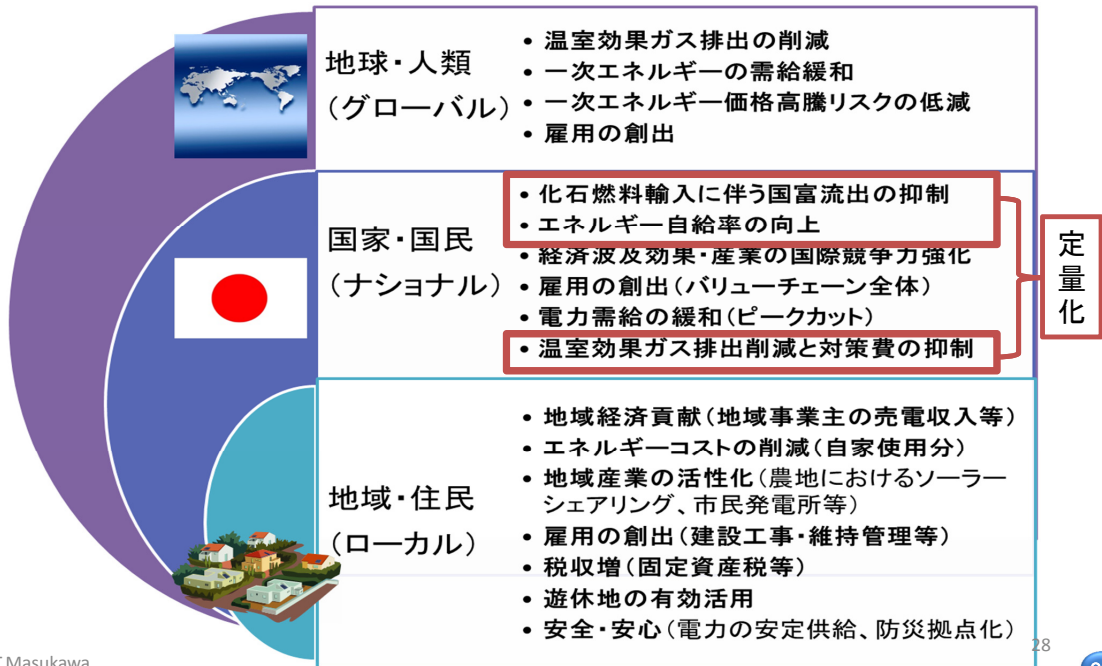 地球・人類
(グローバル)
• 温室効果ガス排出の削減
• 一次エネルギーの需給緩和
• 一次エネルギー価格高騰リスクの低減
• 雇用の創出
国家・国民
(ナショナル)
• 化石燃料輸入に伴う国富流出の抑制
• エネルギー自給率の向上
• 経済波及効果・産業の国際競争力強化
• 雇用の創出(バリューチェーン全体)
• 電力需給の緩和(ピークカット)
• 温室効果ガス排出削減と対策費の抑制
定量化
地域・住民
(ローカル)
• 地域経済貢献(地域事業主の売電収入等)
• エネルギーコストの削減(自家使用分)
• 地域産業の活性化(農地におけるソーラー
シェアリング、市民発電所等)
• 雇用の創出(建設工事・維持管理等)
• 税収増(固定資産税等)
• 遊休地の有効活用
• 安全・安心(電力の安定供給、防災拠点化)
28
Masukawa